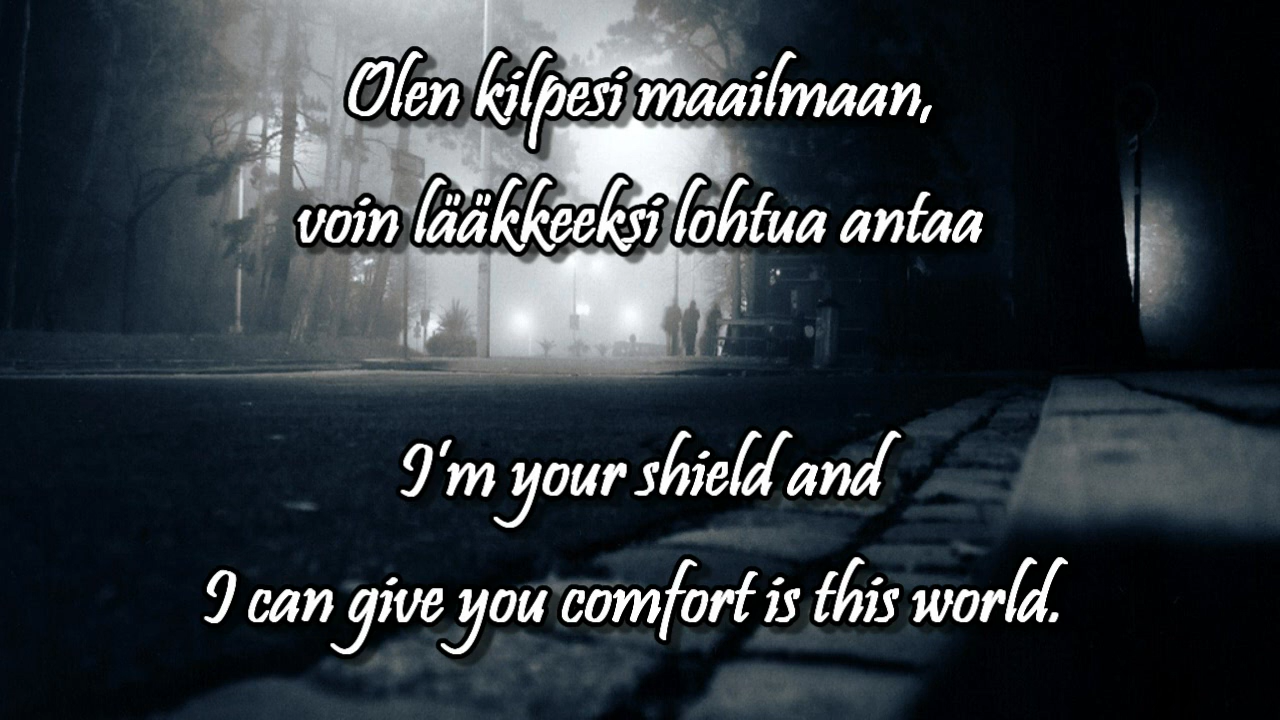 Olen kilpesi maailmaan,
voin lääkkeeksi lohtua antaa
I'm your shield and
I can give you comfort is this world.